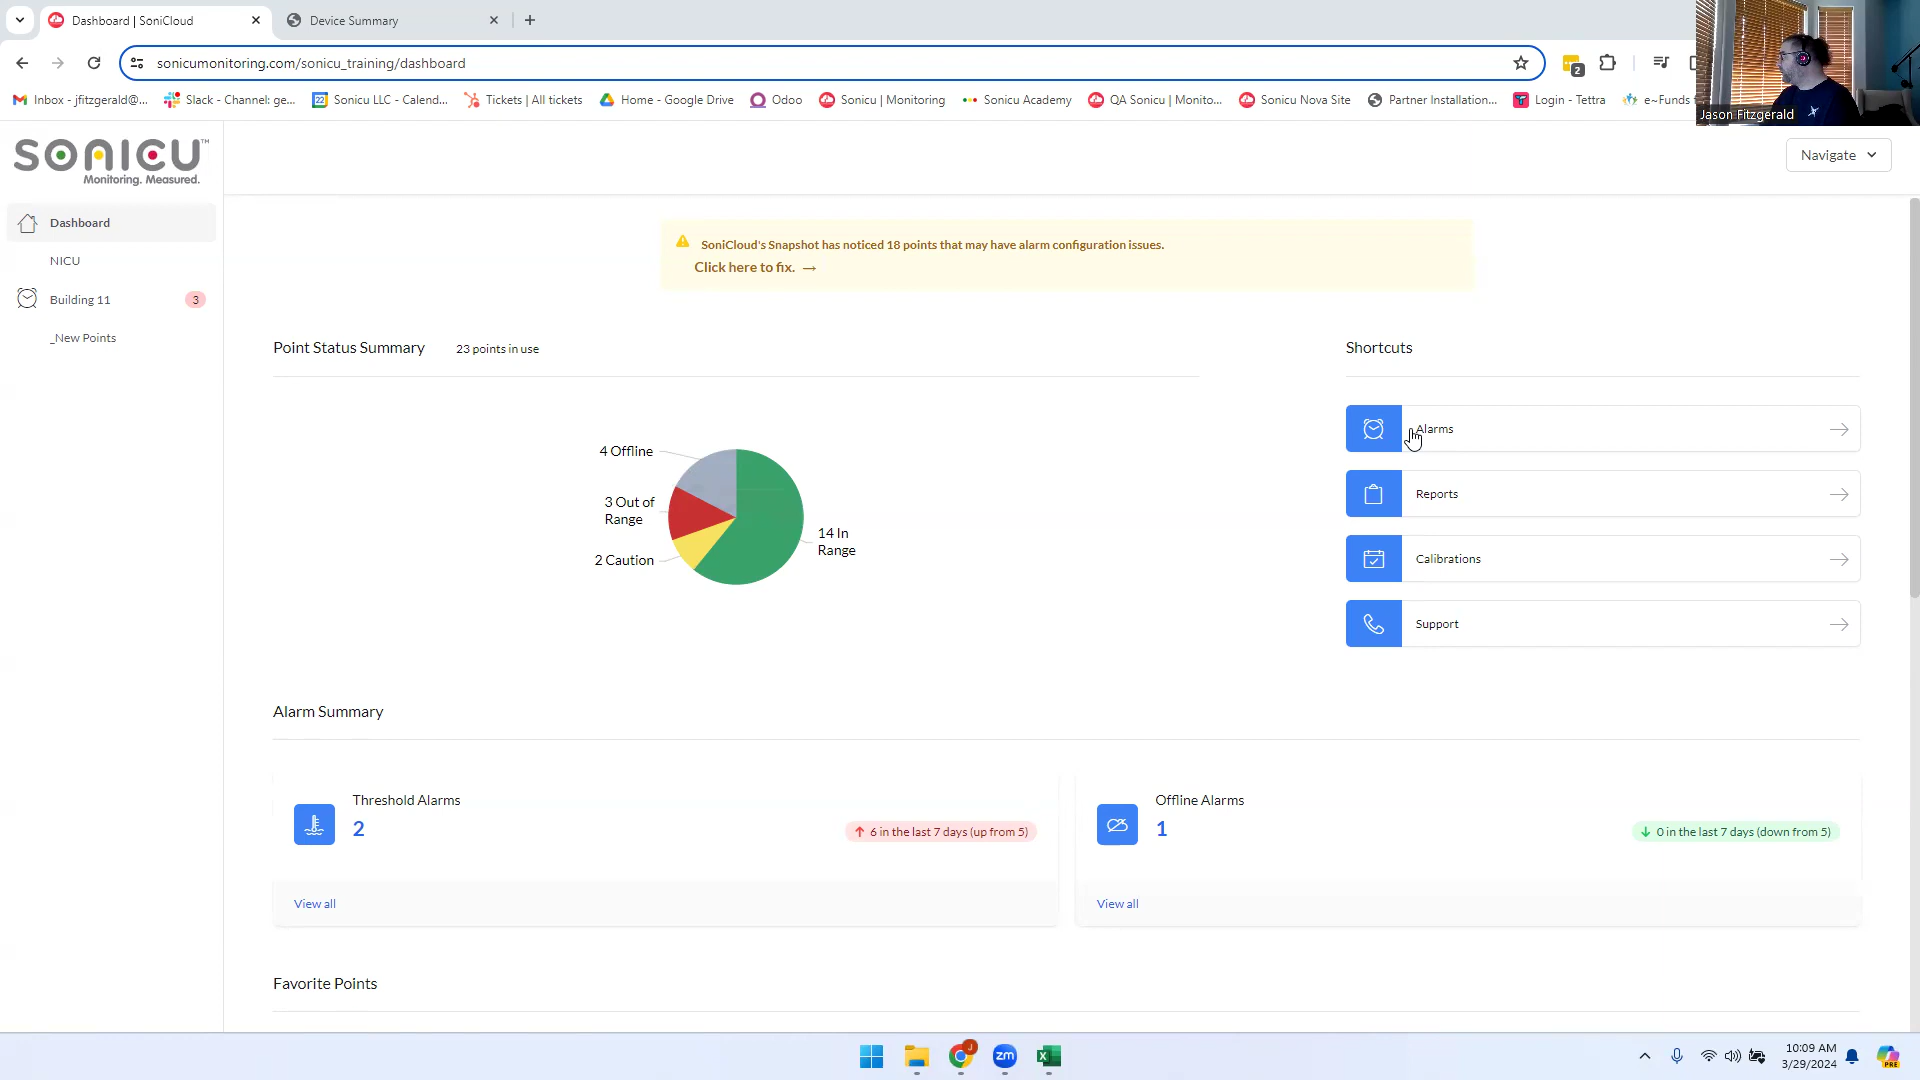 Dashboard | SoniCloud
Device Summary
sonicumonitoring.com/sonicu_training/dashboard
2
Inbox - jfitzgerald@...
Slack - Channel: ge...
22
Sonicu LLC - Calend...
Tickets | All tickets
Home - Google Drive
Odoo
Sonicu | Monitoring
Sonicu Academy
QA Sonicu | Monito...
Sonicu Nova Site
Partner Installation...
Login - Tettra
e~Funds
Jason Fitzgerald
SONICU™
Monitoring. Measured.
Navigate
Dashboard
NICU
Building 11
3
_New Points
SoniCloud's Snapshot has noticed 18 points that may have alarm configuration issues.
Click here to fix. →
Point Status Summary
23 points in use
4 Offline
3 Out of
Range
2 Caution
14 In
Range
Shortcuts
Alarms
Reports
Calibrations
Support
Alarm Summary
Threshold Alarms
2
6 in the last 7 days (up from 5)
View all
Offline Alarms
1
0 in the last 7 days (down from 5)
View all
Favorite Points
J
zm
X
10:09 AM
3/29/2024
PRE